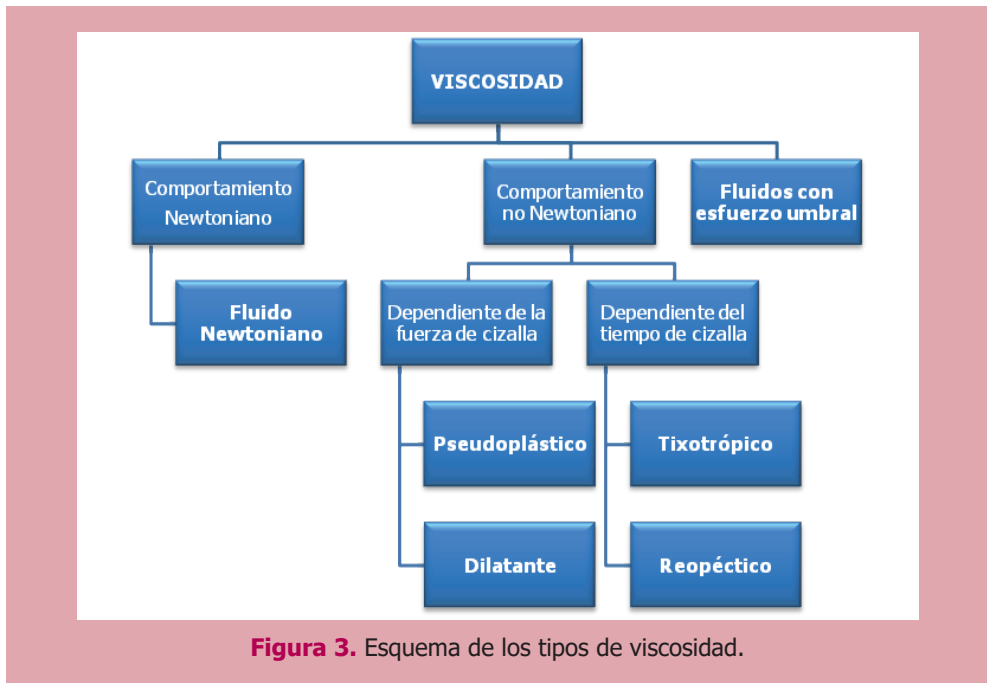 VISCOSIDAD
Comportamiento
Newtoniano
Comportamiento
no Newtoniano
Fluidos con
esfuerzo umbral
Fluido
Newtoniano
Dependiente de la
fuerza de cizalla
Dependiente del
tiempo de cizalla
Pseudoplástico
Tixotrópico
Dilatante
Reopéctico
Figura 3. Esquema de los tipos de viscosidad.